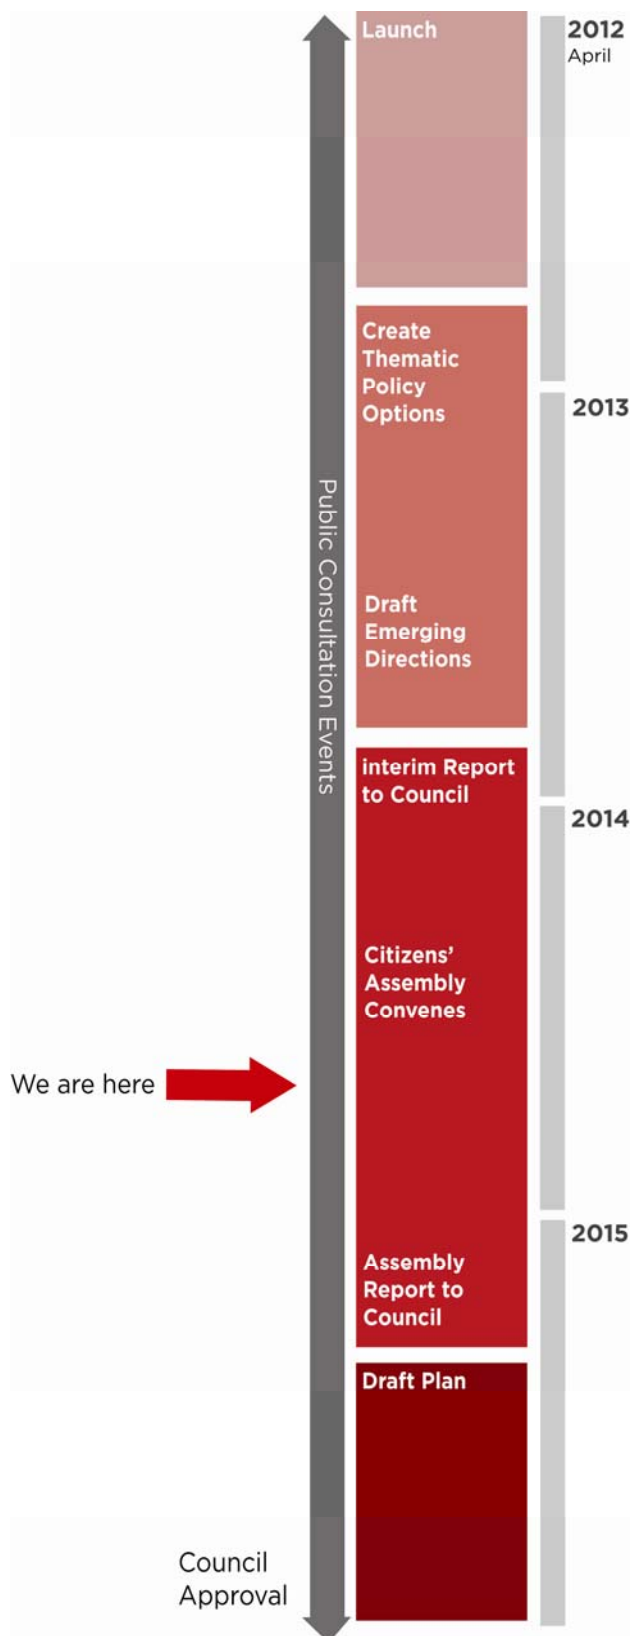 Launch
2012
April
Create
Thematic
Policy
Options
2013
Public Consultation Events
Draft
Emerging
Directions
interim Report
to Council
2014
Citizens'
Assembly
Convenes
We are here
2015
Assembly
Report to
Council
Draft Plan
Council
Approval